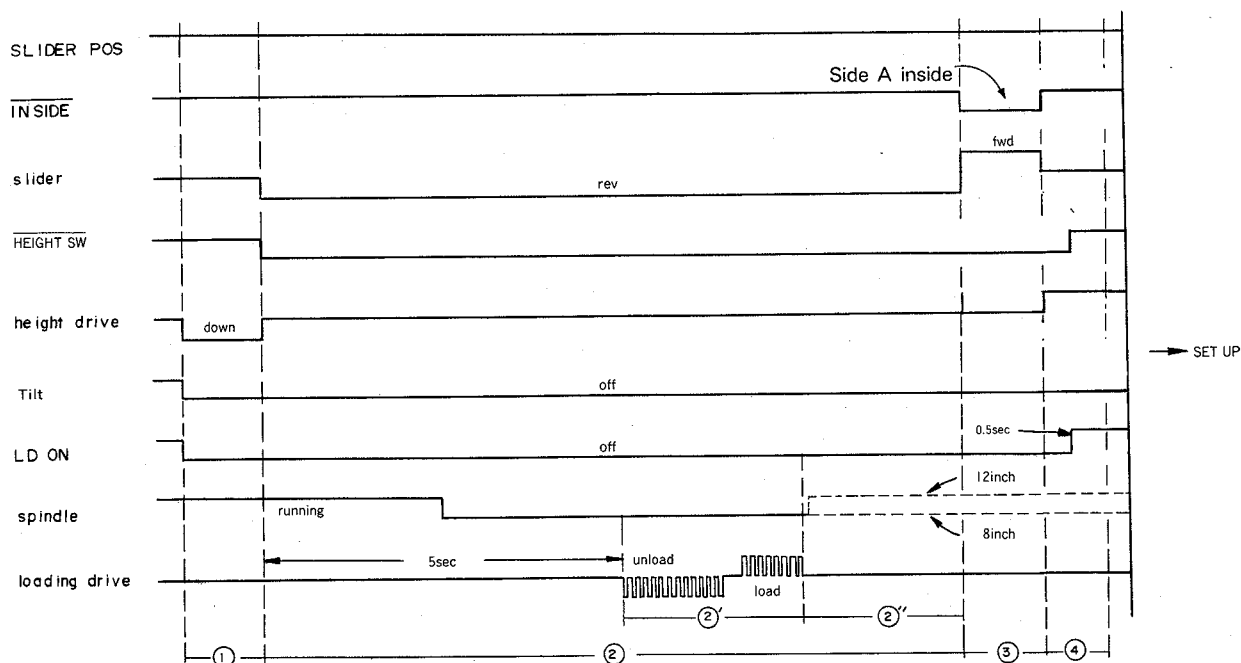 SLIDER POS
Side A inside
INSIDE
fwd
slider
rev
HEIGHT SW
height drive
down
→ SET UP
Tilt
off
0.5sec
LD ON
off
12inch
spindle
running
8inch
5sec
unload
loading drive
load
②'
②''
①
②
③
④